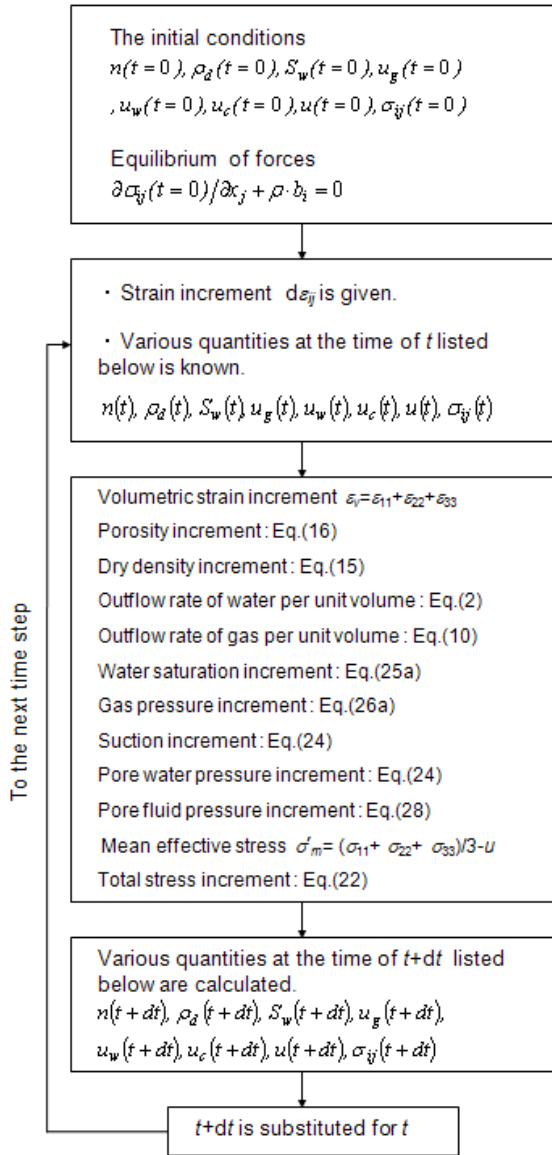 The initial conditions
n(t = 0), ρd(t = 0), Sw(t = 0), ug(t = 0)
, uw(t = 0), uc(t = 0), u(t = 0), σij(t = 0)
Equilibrium of forces
∂σij(t = 0)/∂xj + ρ· bi = 0
・ Strain increment dεij is given.
・ Various quantities at the time of t listed
below is known.
n(t), ρd(t), Sw(t), ug(t), uw(t), uc(t), u(t), σij(t)
Volumetric strain increment εv=ε11+ε22+ε33
Porosity increment : Eq.(16)
Dry density increment : Eq.(15)
Outflow rate of water per unit volume : Eq.(2)
Outflow rate of gas per unit volume : Eq.(10)
Water saturation increment : Eq.(25a)
Gas pressure increment : Eq.(26a)
Suction increment : Eq.(24)
Pore water pressure increment : Eq.(24)
Pore fluid pressure increment : Eq.(28)
Mean effective stress σ'm= (σ11+ σ22+ σ33)/3-u
Total stress increment : Eq.(22)
To the next time step
Various quantities at the time of t+dt listed
below are calculated.
n(t + dt), ρd(t + dt), Sw(t + dt), ug(t + dt),
uw(t + dt), uc(t + dt), u(t + dt), σij(t + dt)
t+dt is substituted for t